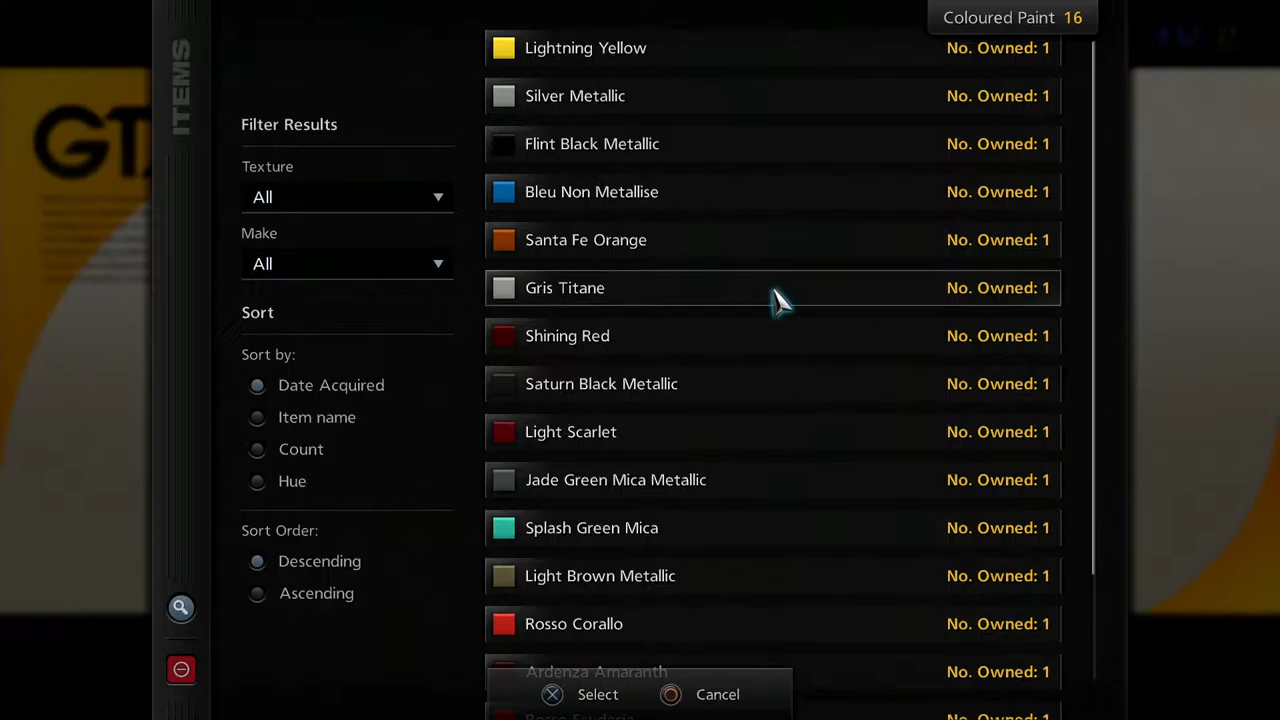 Coloured Paint 16
ITEMS
GT
Filter Results
Texture
All
Make
All
Sort
Sort by:
Date Acquired
Item name
Count
Hue
Sort Order:
Descending
Ascending
Lightning Yellow No. Owned: 1
Silver Metallic No. Owned: 1
Flint Black Metallic No. Owned: 1
Bleu Non Metallise No. Owned: 1
Santa Fe Orange No. Owned: 1
Gris Titane No. Owned: 1
Shining Red No. Owned: 1
Saturn Black Metallic No. Owned: 1
Light Scarlet No. Owned: 1
Jade Green Mica Metallic No. Owned: 1
Splash Green Mica No. Owned: 1
Light Brown Metallic No. Owned: 1
Rosso Corallo No. Owned: 1
Ardenza Amaranth No. Owned: 1
Rosso Scuderia
Select Cancel